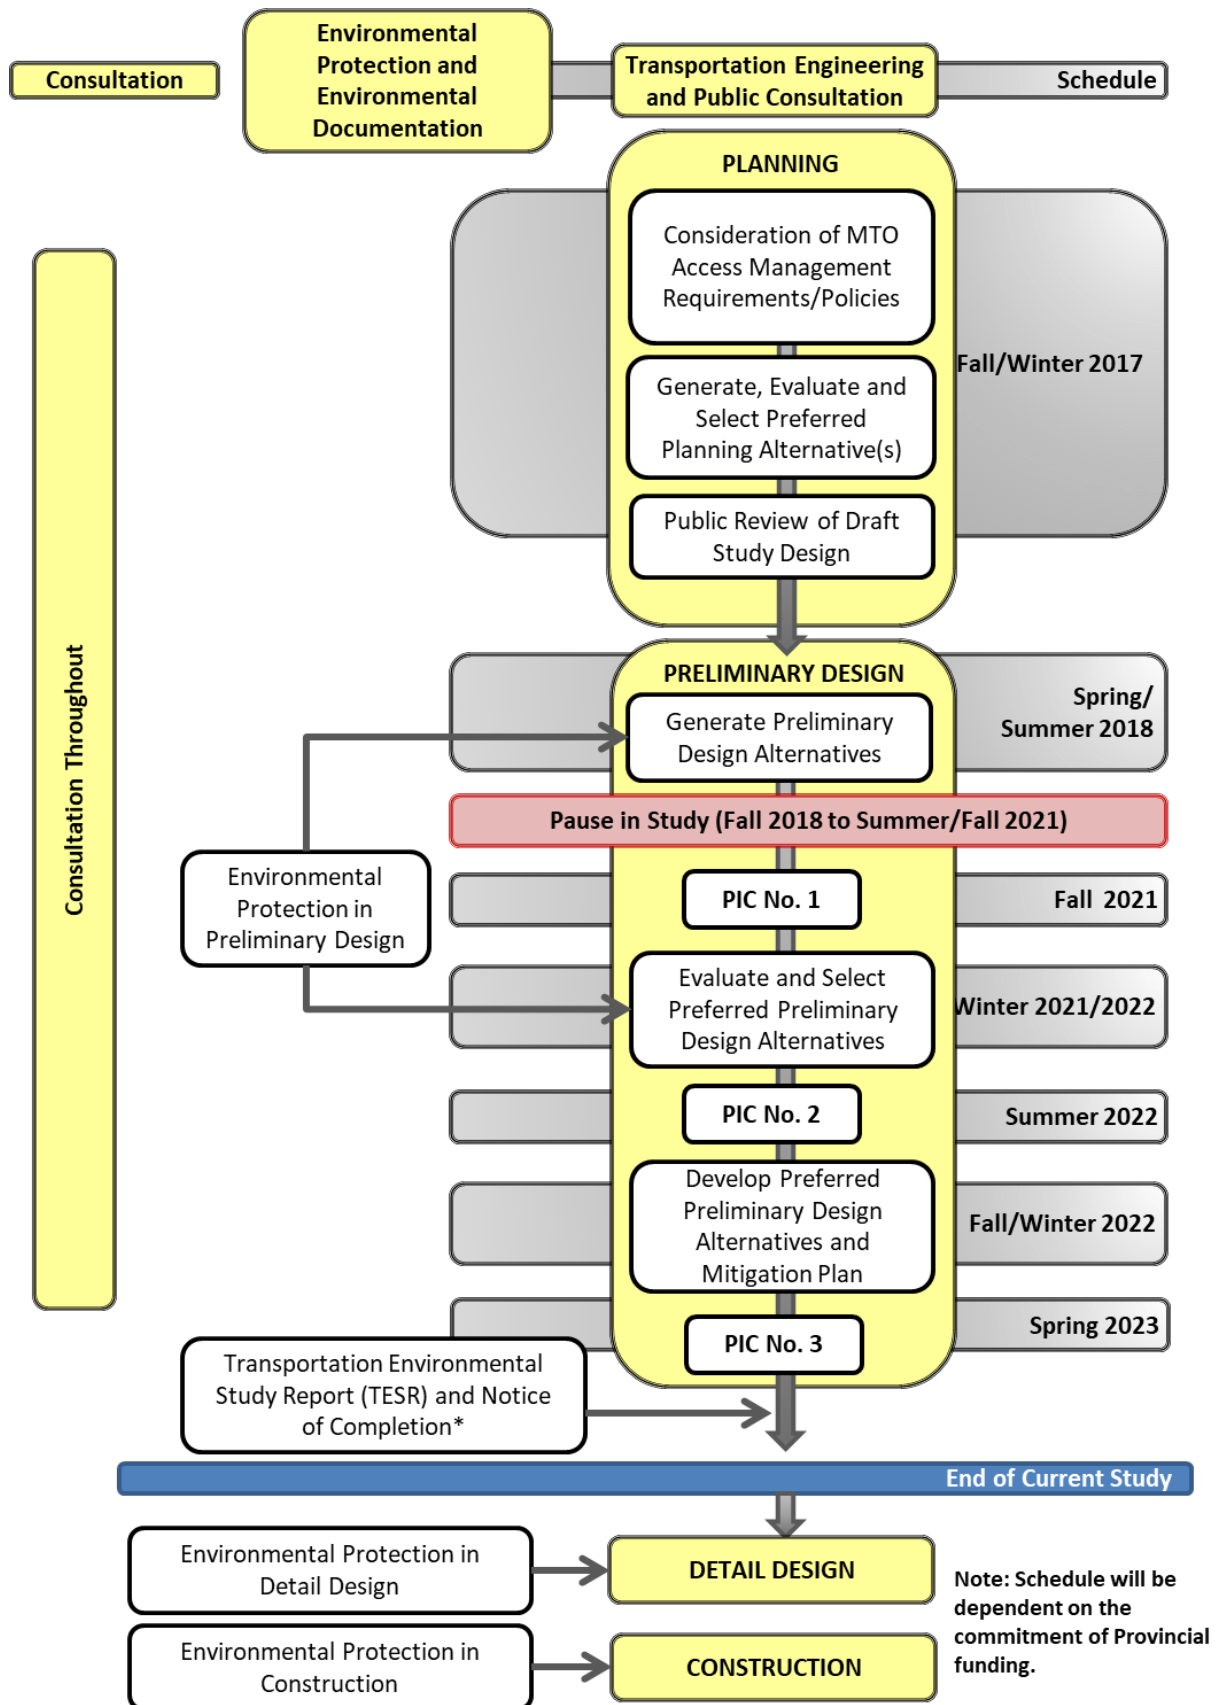 Consultation
Environmental
Protection and
Environmental
Documentation
Transportation Engineering
and Public Consultation
Schedule
PLANNING
Consideration of MTO
Access Management
Requirements/Policies
Fall/Winter 2017
Generate, Evaluate and
Select Preferred
Planning Alternative(s)
Public Review of Draft
Study Design
Consultation Throughout
PRELIMINARY DESIGN
Generate Preliminary
Design Alternatives
Spring/
Summer 2018
Pause in Study (Fall 2018 to Summer/Fall 2021)
Environmental
Protection in
Preliminary Design
PIC No. 1
Fall 2021
Evaluate and Select
Preferred Preliminary
Design Alternatives
Winter 2021/2022
PIC No. 2
Summer 2022
Develop Preferred
Preliminary Design
Alternatives and
Mitigation Plan
Fall/Winter 2022
PIC No. 3
Spring 2023
Transportation Environmental
Study Report (TESR) and Notice
of Completion*
End of Current Study
Environmental Protection in
Detail Design
DETAIL DESIGN
Environmental Protection in
Construction
CONSTRUCTION
Note: Schedule will be
dependent on the
commitment of Provincial
funding.